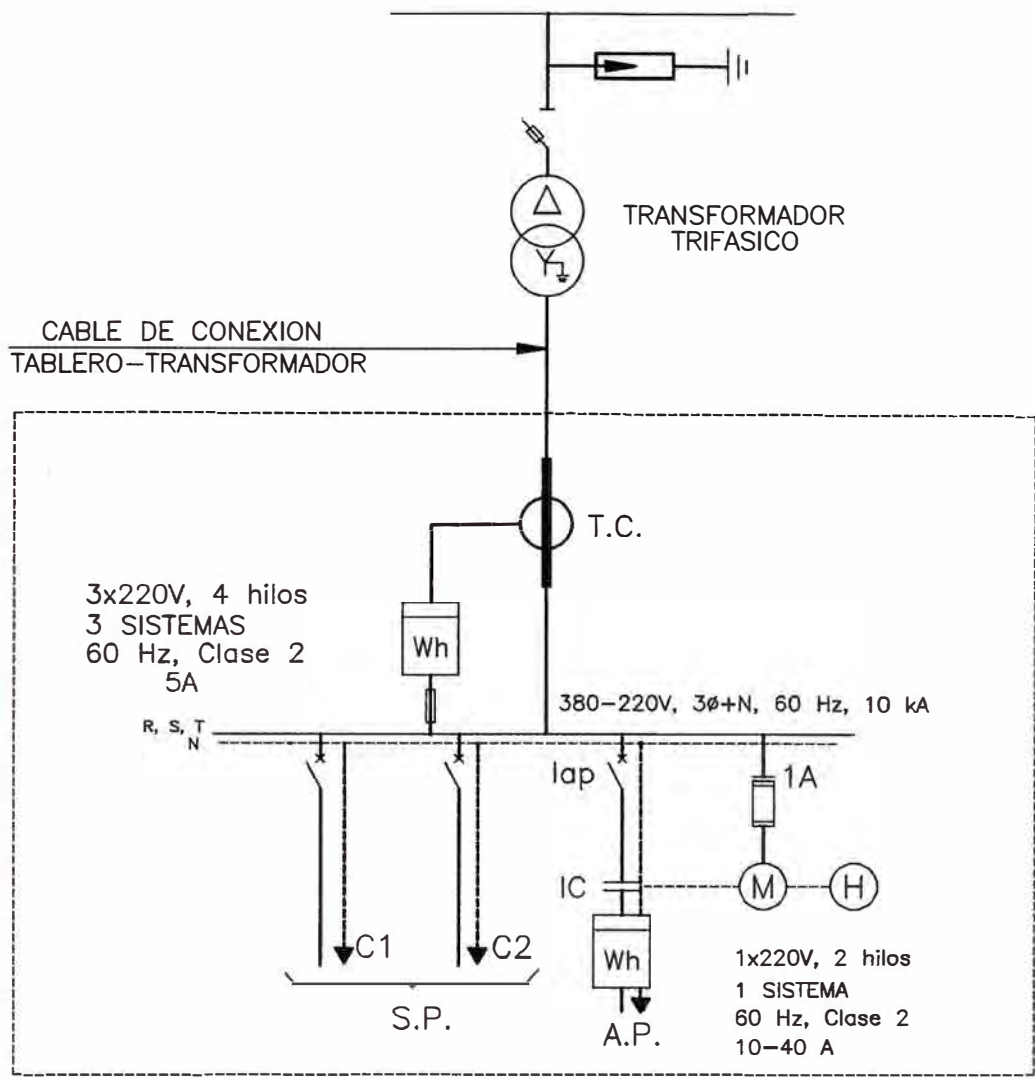 TRANSFORMADOR
TRIFASICO
CABLE DE CONEXION
TABLERO-TRANSFORMADOR
T.C.
3x220V, 4 hilos
3 SISTEMAS
60 Hz, Clase 2
5A
Wh
380-220V, 3ø+N, 60 Hz, 10 kA
R, S, T
N
Iap
1A
IC
M
H
C1
C2
Wh
1x220V, 2 hilos
1 SISTEMA
60 Hz, Clase 2
10-40 A
S.P.
A.P.